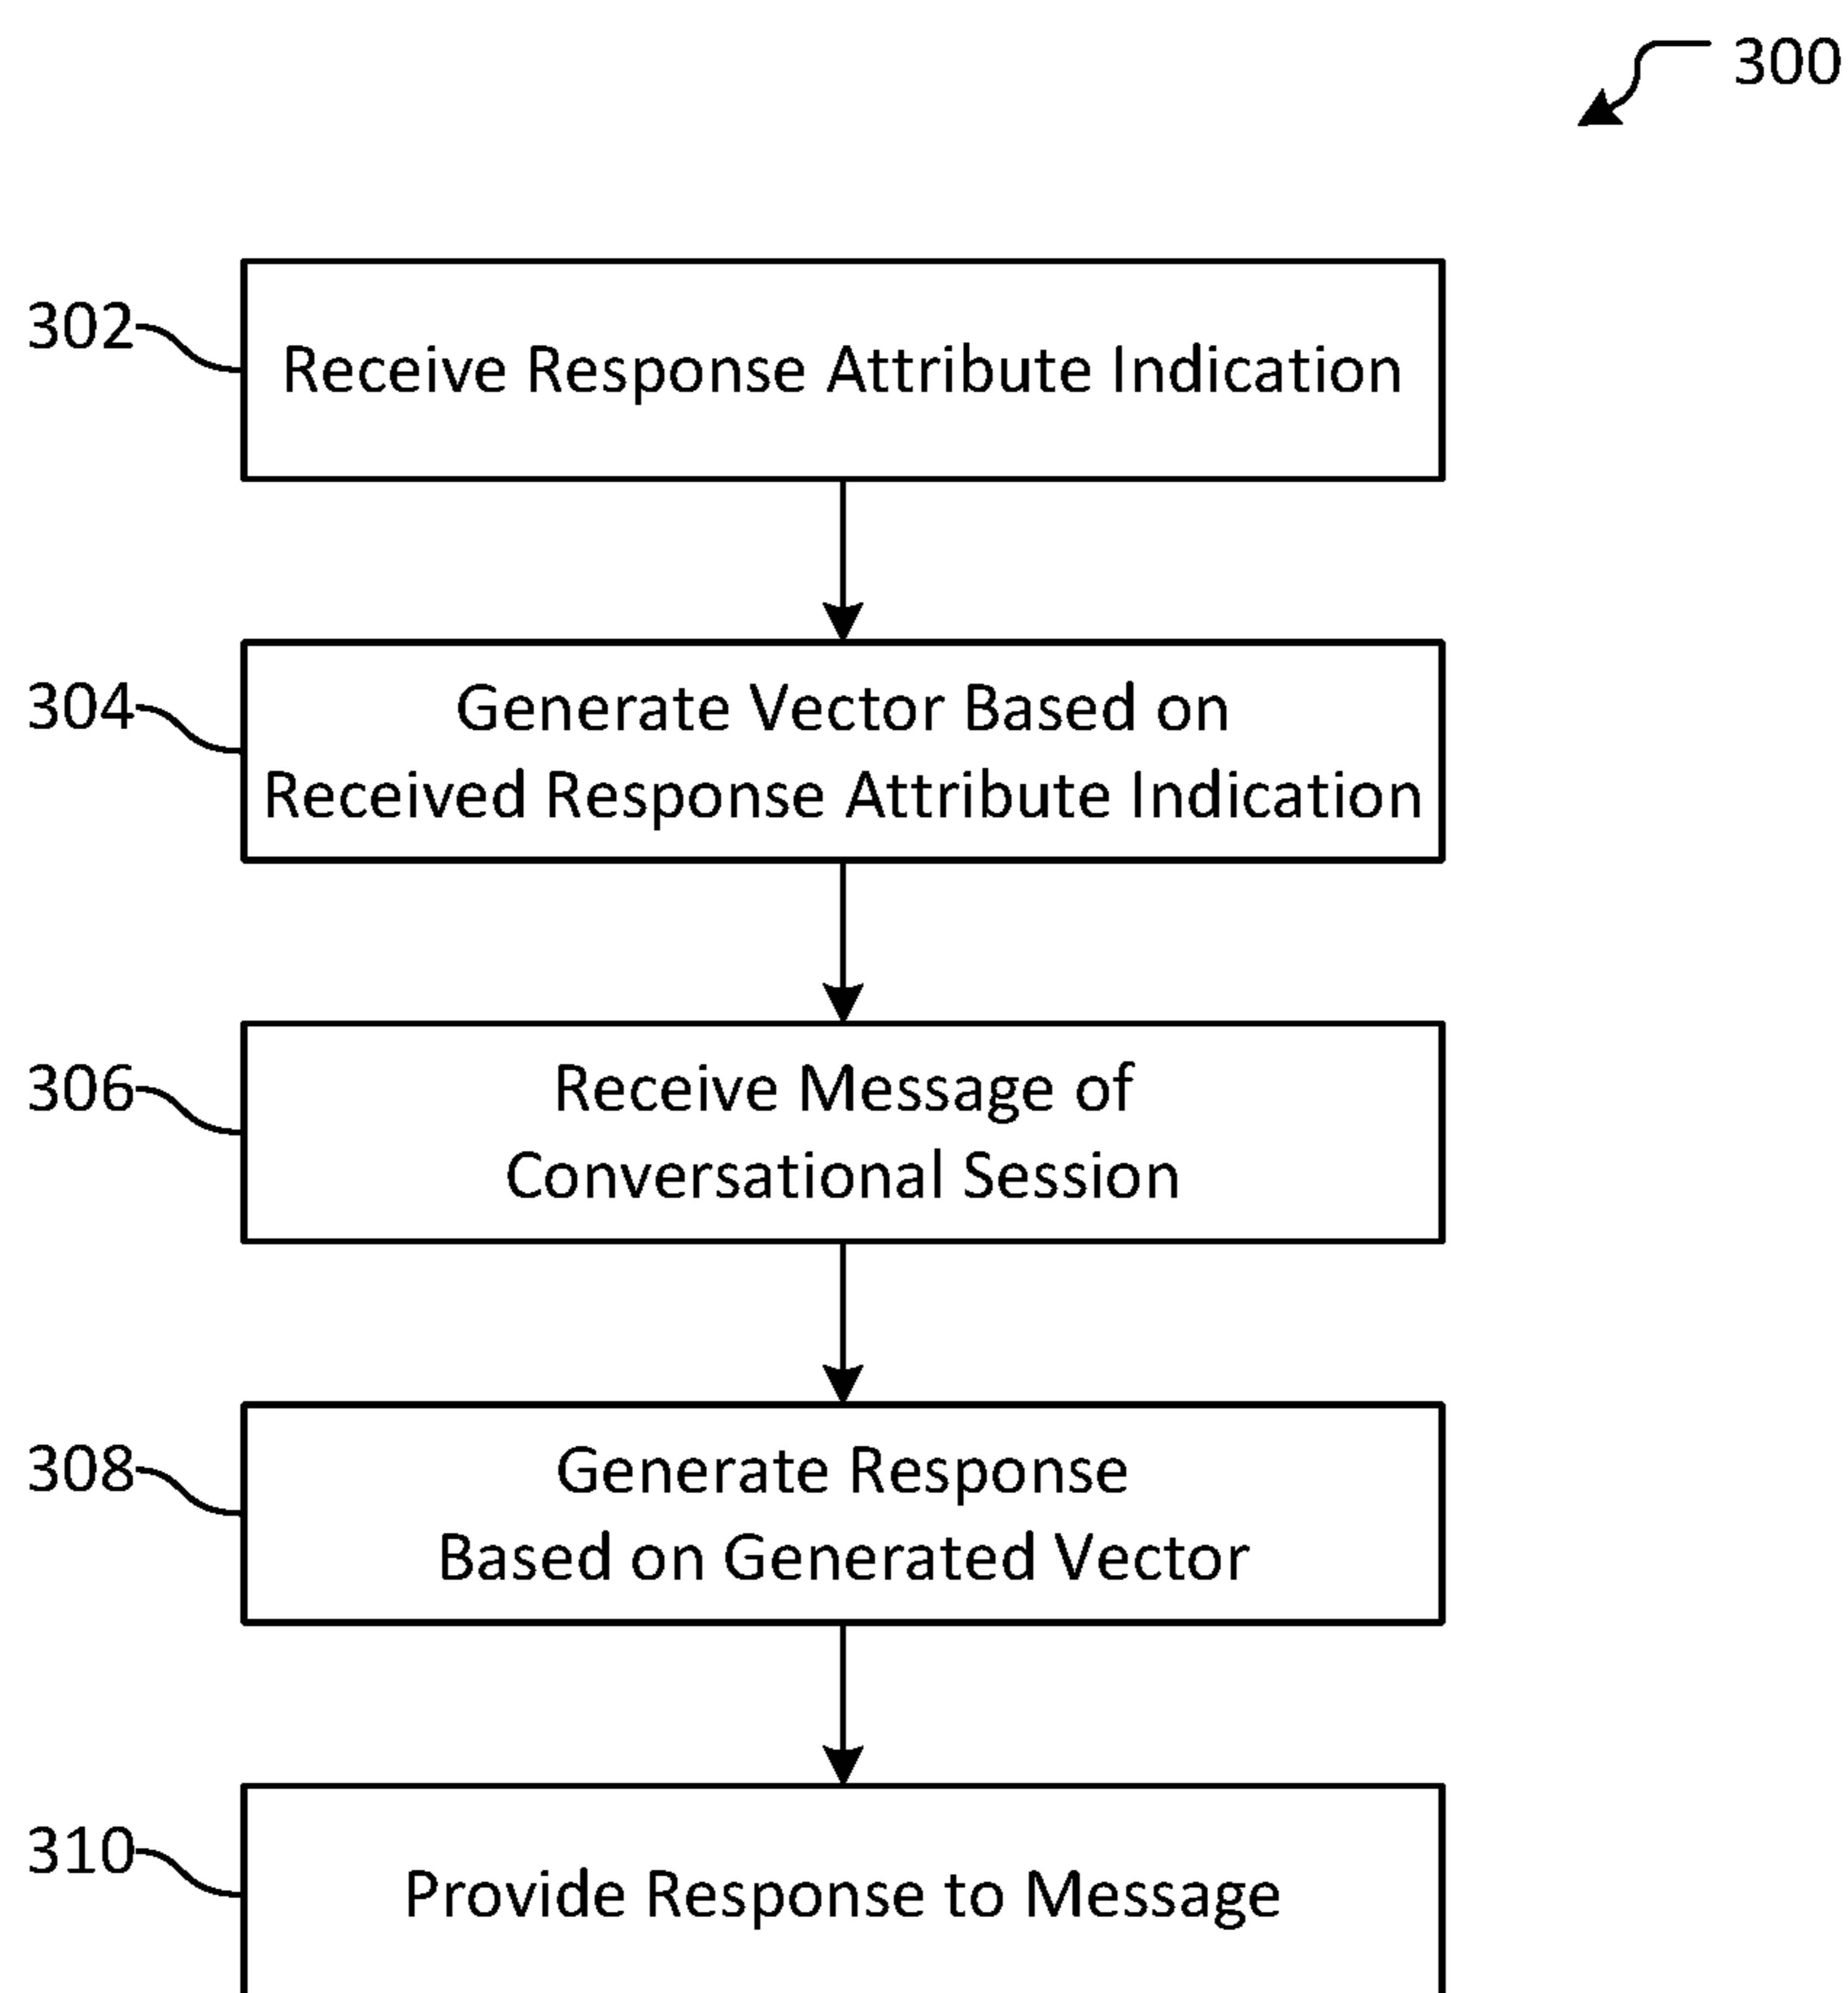 300
302
Receive Response Attribute Indication
304
Generate Vector Based on
Received Response Attribute Indication
306
Receive Message of
Conversational Session
308
Generate Response
Based on Generated Vector
310
Provide Response to Message